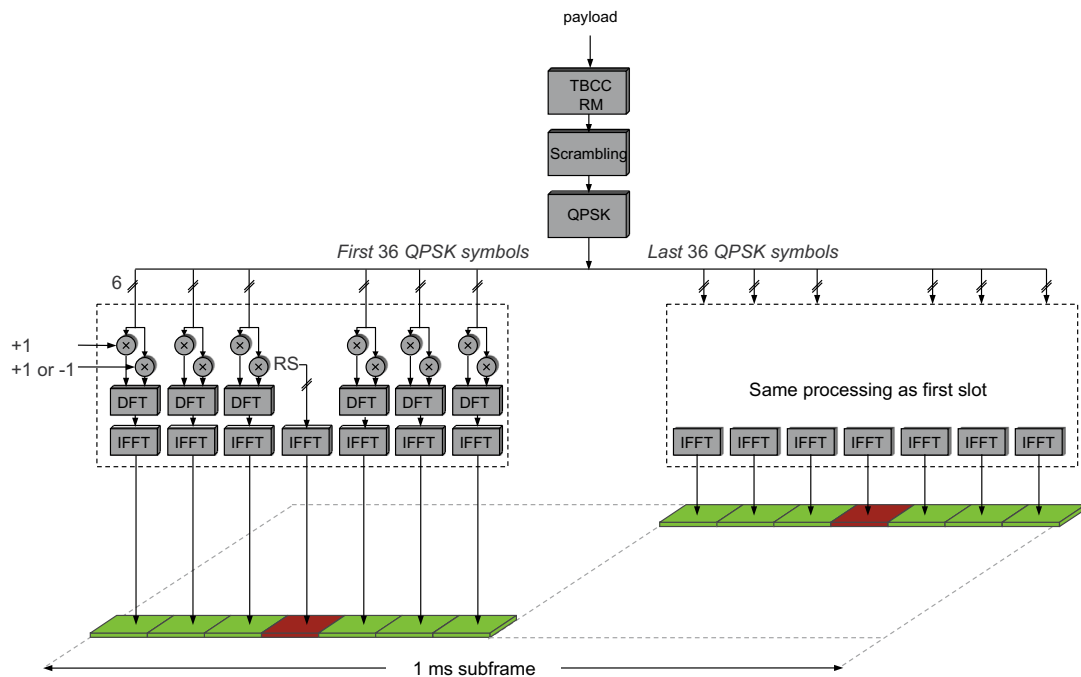 payload
TBCC
RM
Scrambling
QPSK
First 36 QPSK symbols
Last 36 QPSK symbols
6
+1
+1 or -1
× × × × × ×
× × × × × ×
RS
DFT DFT DFT DFT DFT DFT
IFFT IFFT IFFT IFFT IFFT IFFT IFFT
Same processing as first slot
IFFT IFFT IFFT IFFT IFFT IFFT IFFT
1 ms subframe